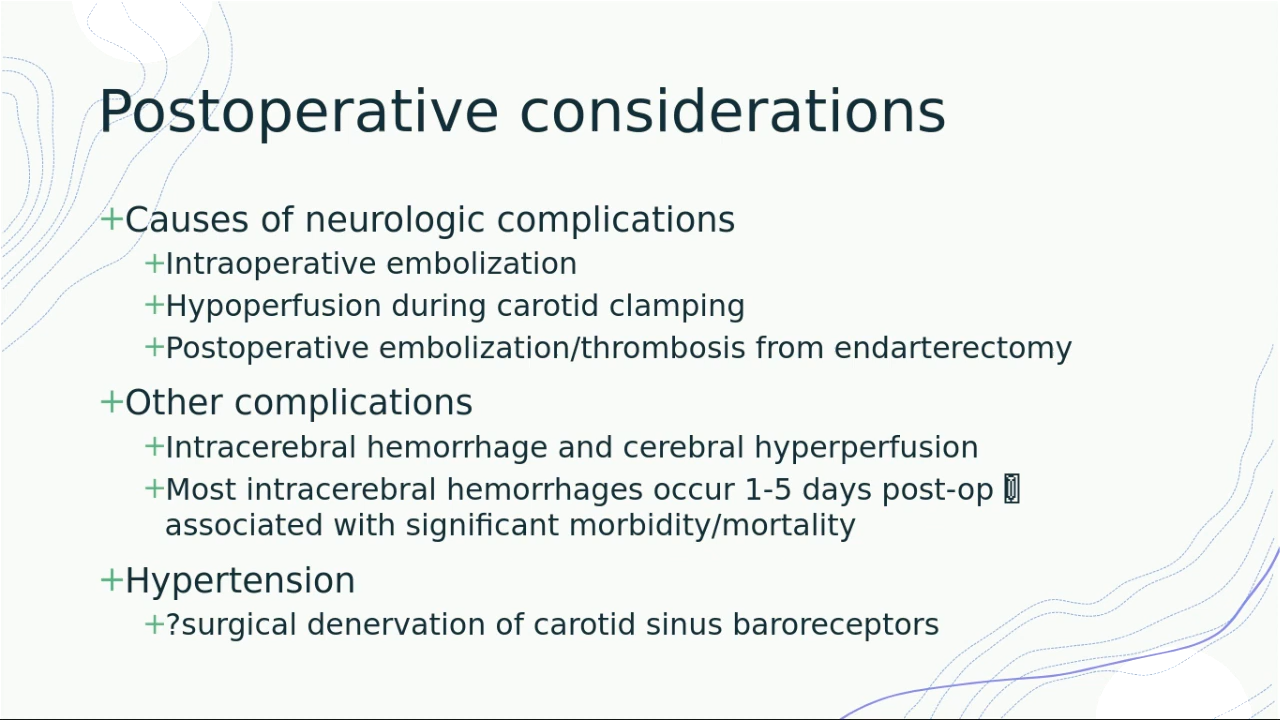 Postoperative considerations
+Causes of neurologic complications
+Intraoperative embolization
+Hypoperfusion during carotid clamping
+Postoperative embolization/thrombosis from endarterectomy
+Other complications
+Intracerebral hemorrhage and cerebral hyperperfusion
+Most intracerebral hemorrhages occur 1-5 days post-op
associated with significant morbidity/mortality
+Hypertension
+?surgical denervation of carotid sinus baroreceptors